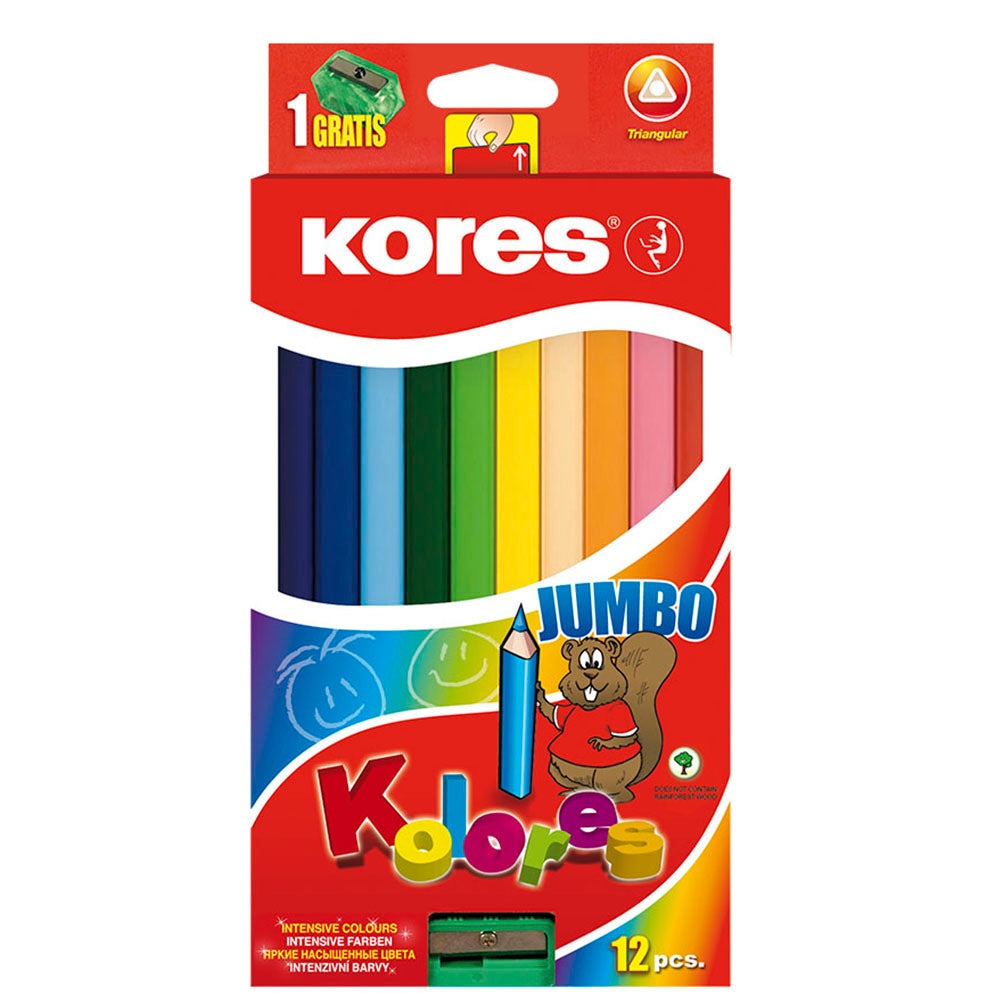 1 GRATIS
Triangular
KORES®
JUMBO
Kolores
DOES NOT CONTAIN
RAINFOREST WOOD
INTENSIVE COLOURS
INTENSIVE FARBEN
ЯРКИЕ НАСЫЩЕННЫЕ ЦВЕТА
INTENZIVNÍ BARVY
12 pcs.